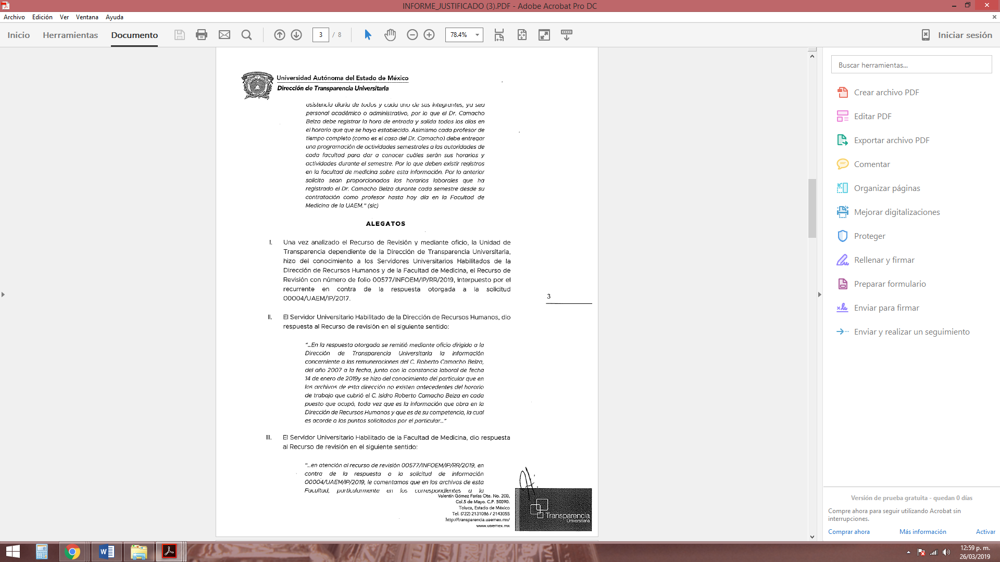 INFORME_JUSTIFICADO (3).PDF - Adobe Acrobat Pro DC
Archivo Edición Ver Ventana Ayuda
Inicio Herramientas Documento 3 / 8 78.4% Iniciar sesión
Universidad Autónoma del Estado de México
Dirección de Transparencia Universitaria
asistencia diaria de todos y cada uno de sus integrantes, ya sea
personal académico o administrativo, por lo que el Dr. Camacho
Beiza debe registrar la hora de entrada y salida todos los días en
el horario que que se haya establecido. Asimismo cada profesor de
tiempo completo (como es el caso del Dr. Camacho) debe entregar
una programación de actividades semestrales a las autoridades de
cada facultad para dar a conocer cuáles serán sus horarios y
actividades durante el semestre. Por lo que deben existir registros
en la facultad de medicina sobre esta información. Por lo anterior
solicito sean proporcionados los horarios laborales que ha
registrado el Dr. Camacho Beiza durante cada semestre desde su
contratación como profesor hasta hoy día en la Facultad de
Medicina de la UAEM." (sic)
ALEGATOS
I. Una vez analizado el Recurso de Revisión y mediante oficio, la Unidad de
Transparencia dependiente de la Dirección de Transparencia Universitaria,
hizo del conocimiento a los Servidores Universitarios Habilitados de la
Dirección de Recursos Humanos y de la Facultad de Medicina, el Recurso de
Revisión con número de folio 00577/INFOEM/IP/RR/2019, interpuesto por el
recurrente en contra de la respuesta otorgada a la solicitud
00004/UAEM/IP/2017.
3
II. El Servidor Universitario Habilitado de la Dirección de Recursos Humanos, dio
respuesta al Recurso de revisión en el siguiente sentido:
"...En la respuesta otorgada se remitió mediante oficio dirigido a la
Dirección de Transparencia Universitaria la información
concerniente a las remuneraciones del C. Roberto Camacho Beiza,
del año 2007 a la fecha, junto con la constancia laboral de fecha
14 de enero de 2019y se hizo del conocimiento del particular que en
los archivos de esta dirección no existen antecedentes del horario
de trabajo que cubrió el C. Isidro Roberto Camacho Beiza en cada
puesto que ocupó, toda vez que es la información que obra en la
Dirección de Recursos Humanos y que es de su competencia, la cual
es acorde a los puntos solicitados por el particular..."
III. El Servidor Universitario Habilitado de la Facultad de Medicina, dio respuesta
al Recurso de revisión en el siguiente sentido:
"...en atención al recurso de revisión 00577/INFOEM/IP/RR/2019, en
contra de la respuesta a la solicitud de información
00004/UAEM/IP/2019, le comentamos que en los archivos de esta
Facultad, particularmente en los correspondientes a la
Valentín Gómez Farías Ote. No. 200,
Col.5 de Mayo. C.P. 50090.
Toluca, Estado de México
Tel. (722) 2131086 / 2143055
http://transparencia.uaemex.mx/
www.uaemex.mx
Transparencia
Universitaria
Buscar herramientas...
Crear archivo PDF
Editar PDF
Exportar archivo PDF
Comentar
Organizar páginas
Mejorar digitalizaciones
Proteger
Rellenar y firmar
Preparar formulario
Enviar para firmar
Enviar y realizar un seguimiento
Versión de prueba gratuita - quedan 0 días
Compre ahora para seguir utilizando Acrobat sin
interrupciones.
Comprar ahora Más información Activar
12:59 p. m.
26/03/2019